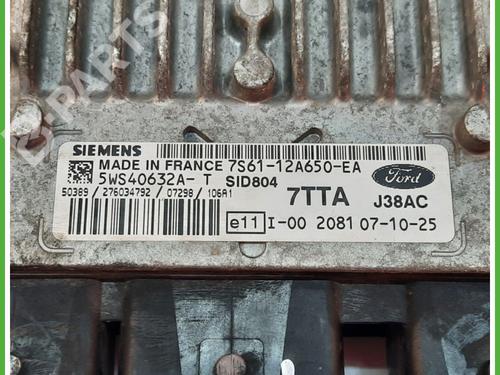 B-PARTS
SIEMENS
MADE IN FRANCE 7S61-12A650-EA
5WS40632A- T SID804
50389 / 276034792 / 07298 / 106A1
7TTA
Ford
J38AC
e11 I-00 2081 07-10-25